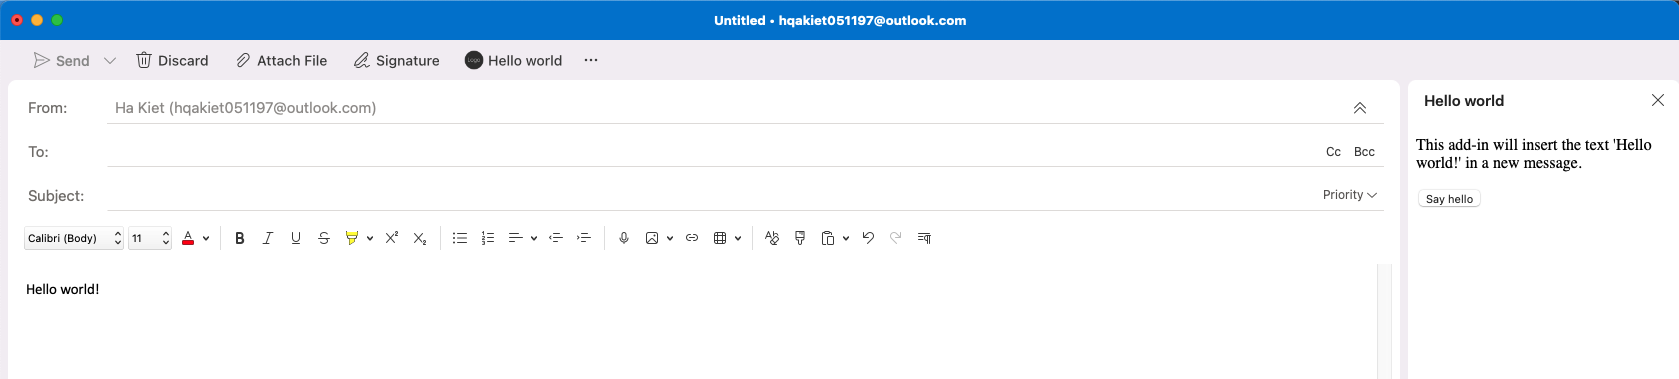 Untitled • hqakiet051197@outlook.com
Send Discard Attach File Signature Hello world ...
From: Ha Kiet (hqakiet051197@outlook.com)
To: Cc Bcc
Subject: Priority
Calibri (Body) 11 A B I U S X² X₂
Hello world!
Hello world
This add-in will insert the text 'Hello
world!' in a new message.
Say hello